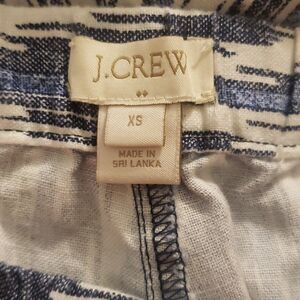 J.CREW
XS
MADE IN
SRI LANKA